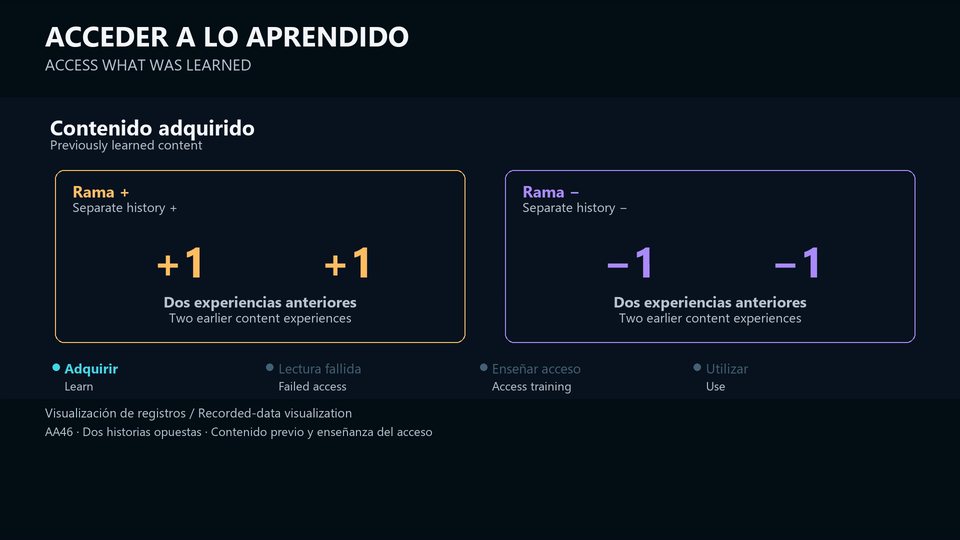 ACCEDER A LO APRENDIDO
ACCESS WHAT WAS LEARNED
Contenido adquirido
Previously learned content
Rama +
Separate history +
+1 +1
Dos experiencias anteriores
Two earlier content experiences
Rama −
Separate history −
−1 −1
Dos experiencias anteriores
Two earlier content experiences
Adquirir
Learn
Lectura fallida
Failed access
Enseñar acceso
Access training
Utilizar
Use
Visualización de registros / Recorded-data visualization
AA46 · Dos historias opuestas · Contenido previo y enseñanza del acceso